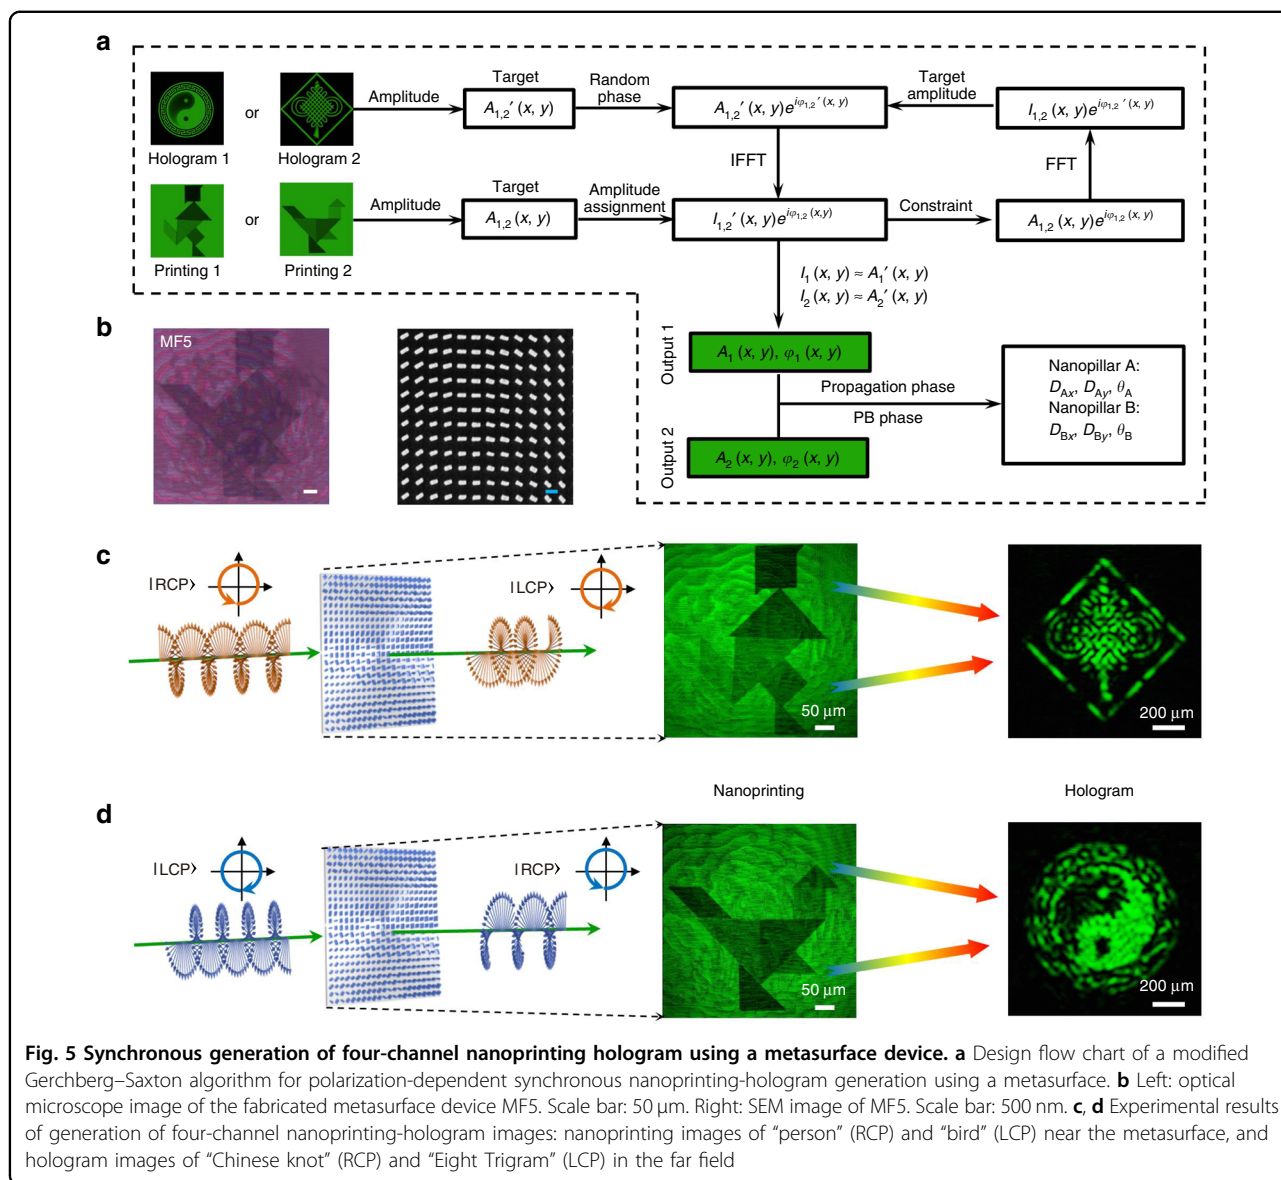 a
Target
Random
phase
Target
amplitude
Amplitude
A1,2′ (x, y)
A1,2′ (x, y)e^iφ1,2′ (x, y)
I1,2 (x, y)e^iφ1,2′ (x, y)
or
Hologram 1
Hologram 2
IFFT
FFT
Target
Amplitude
assignment
Amplitude
A1,2 (x, y)
I1,2′ (x, y)e^iφ1,2 (x,y)
Constraint
A1,2 (x, y)e^iφ1,2 (x, y)
or
Printing 1
Printing 2
I1 (x, y) ≈ A1′ (x, y)
I2 (x, y) ≈ A2′ (x, y)
Output 1
A1 (x, y), φ1 (x, y)
Propagation phase
PB phase
Nanopillar A:
DAx, DAy, θA
Nanopillar B:
DBx, DBy, θB
Output 2
A2 (x, y), φ2 (x, y)
b
MF5
c
|RCP⟩
|LCP⟩
50 μm
200 μm
Nanoprinting
Hologram
d
|LCP⟩
|RCP⟩
50 μm
200 μm
Fig. 5 Synchronous generation of four-channel nanoprinting hologram using a metasurface device. a Design flow chart of a modified
Gerchberg–Saxton algorithm for polarization-dependent synchronous nanoprinting-hologram generation using a metasurface. b Left: optical
microscope image of the fabricated metasurface device MF5. Scale bar: 50 μm. Right: SEM image of MF5. Scale bar: 500 nm. c, d Experimental results
of generation of four-channel nanoprinting-hologram images: nanoprinting images of “person” (RCP) and “bird” (LCP) near the metasurface, and
hologram images of “Chinese knot” (RCP) and “Eight Trigram” (LCP) in the far field